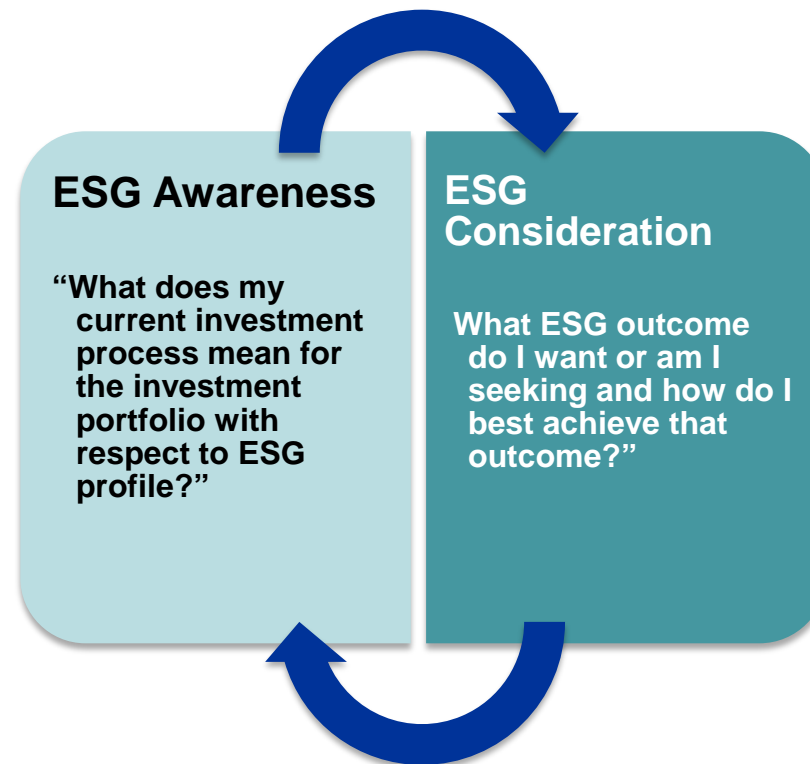 ESG Awareness
“What does my
current investment
process mean for
the investment
portfolio with
respect to ESG
profile?”
ESG
Consideration
What ESG outcome
do I want or am I
seeking and how do I
best achieve that
outcome?”